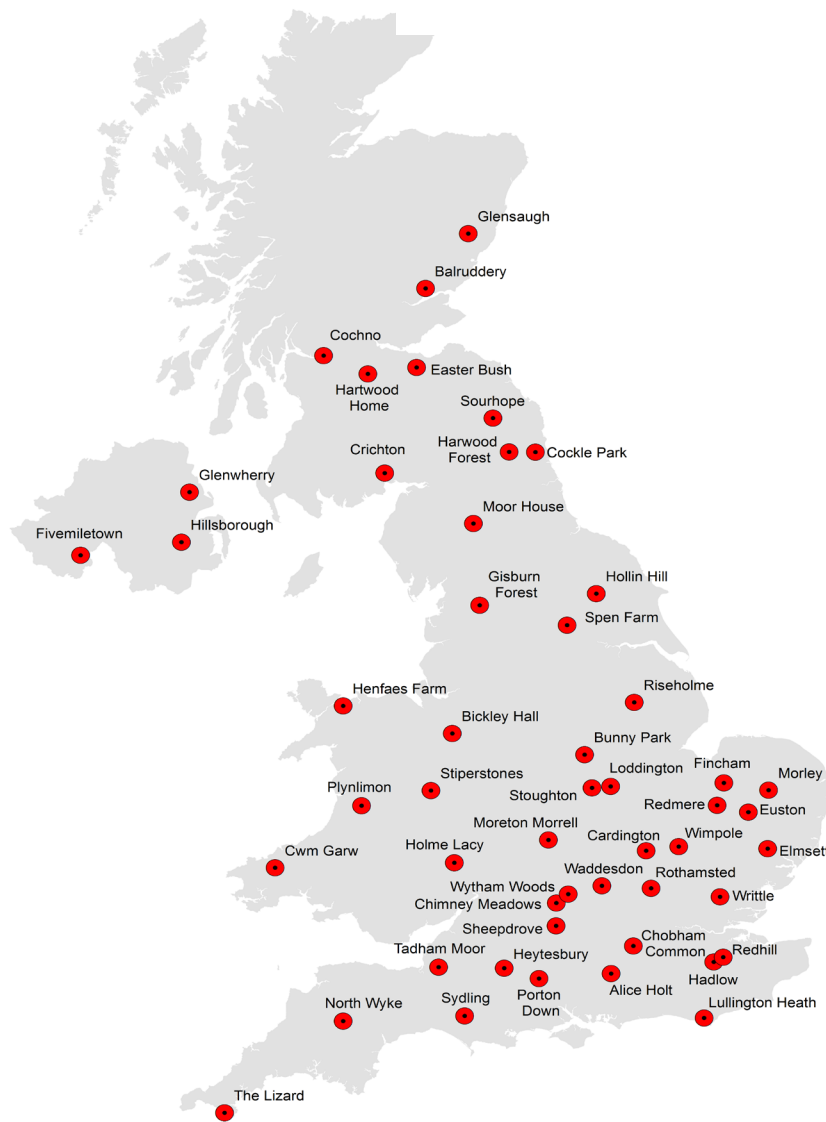 Glensaugh
Balruddery
Cochno
Easter Bush
Hartwood
Home
Sourhope
Harwood
Forest
Cockle Park
Crichton
Glenwherry
Hillsborough
Fivemiletown
Moor House
Gisburn
Forest
Hollin Hill
Spen Farm
Henfaes Farm
Riseholme
Bickley Hall
Bunny Park
Loddington
Fincham
Morley
Stiperstones
Stoughton
Plynlimon
Redmere
Euston
Moreton Morrell
Cardington
Wimpole
Elmsett
Holme Lacy
Cwm Garw
Waddesdon
Rothamsted
Wytham Woods
Chimney Meadows
Writtle
Sheepdrove
Chobham
Common
Redhill
Tadham Moor
Heytesbury
Hadlow
Alice Holt
Porton
Down
North Wyke
Sydling
Lullington Heath
The Lizard